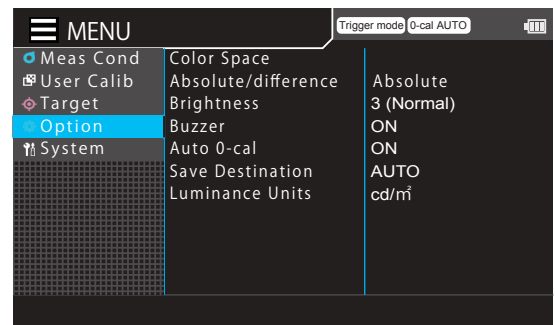 MENU
Trigger mode 0-cal AUTO
Meas Cond
User Calib
Target
Option
System
Color Space
Absolute/difference Absolute
Brightness 3 (Normal)
Buzzer ON
Auto 0-cal ON
Save Destination AUTO
Luminance Units cd/㎡